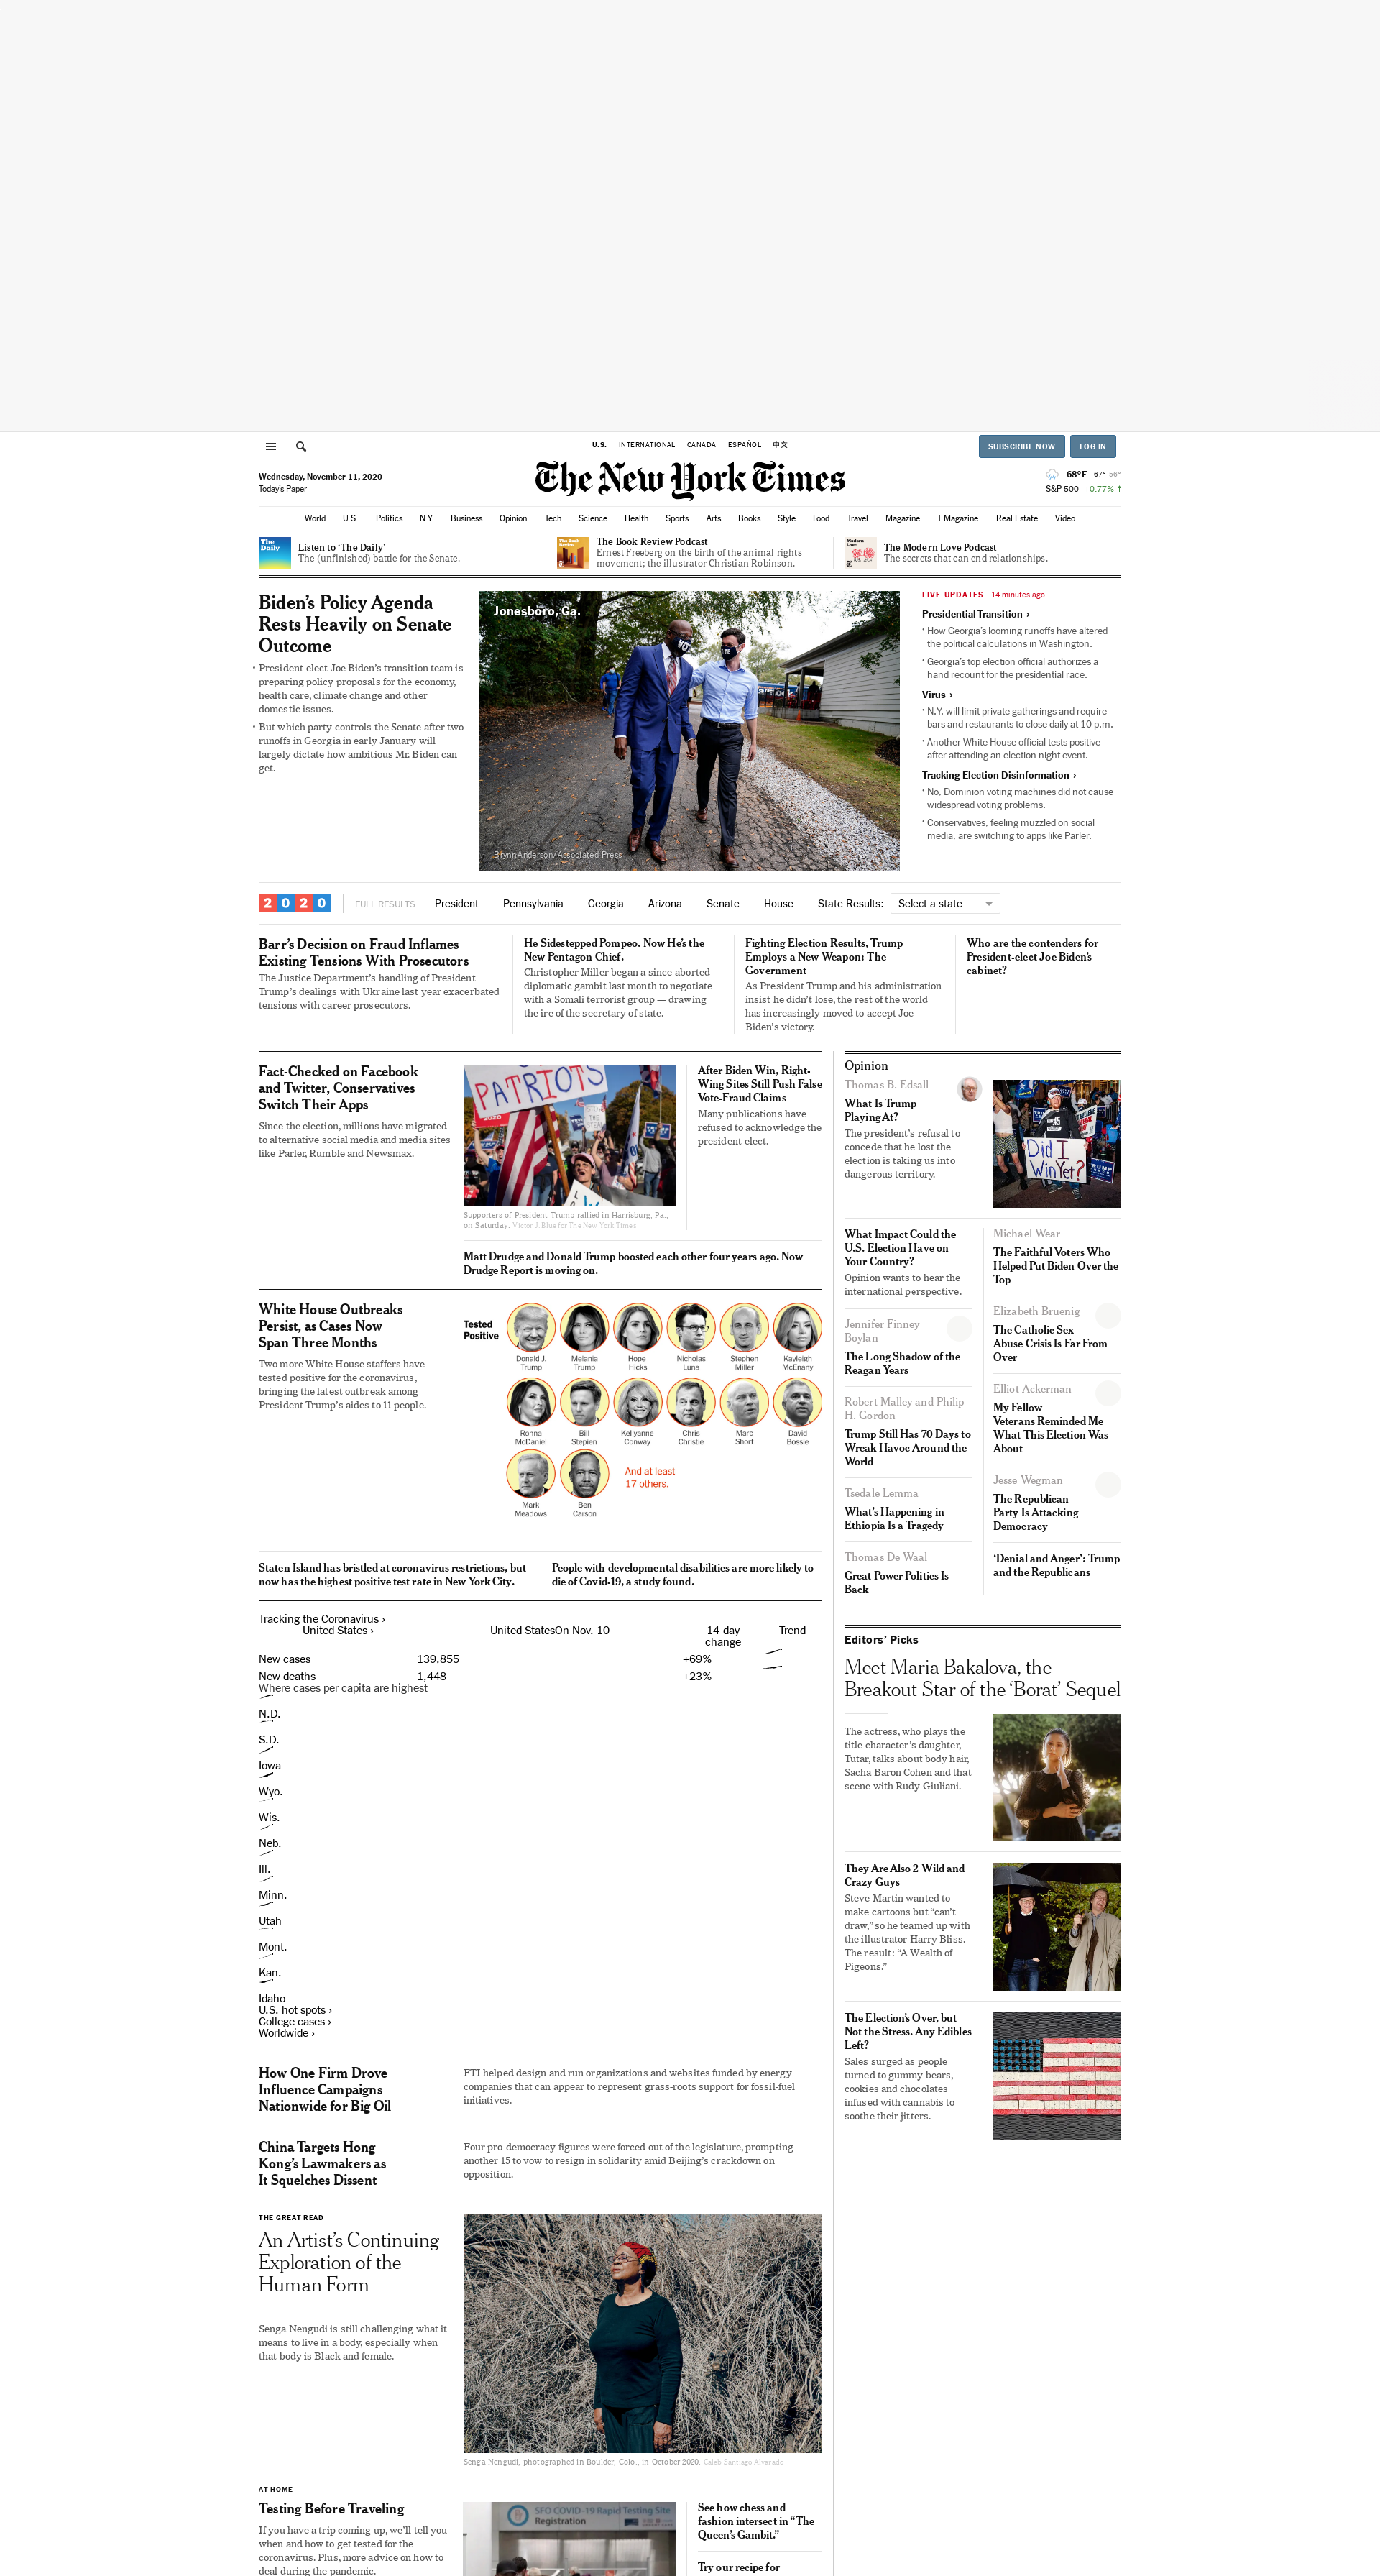 U.S. INTERNATIONAL CANADA ESPAÑOL 中文
SUBSCRIBE NOW LOG IN
Wednesday, November 11, 2020
Today's Paper
The New York Times
68°F 67° 56°
S&P 500 +0.77% ↑
World U.S. Politics N.Y. Business Opinion Tech Science Health Sports Arts Books Style Food Travel Magazine T Magazine Real Estate Video
The Daily
Listen to ‘The Daily’
The (unfinished) battle for the Senate.
The Book Review
The Book Review Podcast
Ernest Freeberg on the birth of the animal rights
movement; the illustrator Christian Robinson.
Modern Love
The Modern Love Podcast
The secrets that can end relationships.
Biden’s Policy Agenda
Rests Heavily on Senate
Outcome
President-elect Joe Biden’s transition team is
preparing policy proposals for the economy,
health care, climate change and other
domestic issues.
But which party controls the Senate after two
runoffs in Georgia in early January will
largely dictate how ambitious Mr. Biden can
get.
Jonesboro, Ga.
VOTE
Brynn Anderson/Associated Press
LIVE UPDATES 14 minutes ago
Presidential Transition ›
How Georgia’s looming runoffs have altered
the political calculations in Washington.
Georgia’s top election official authorizes a
hand recount for the presidential race.
Virus ›
N.Y. will limit private gatherings and require
bars and restaurants to close daily at 10 p.m.
Another White House official tests positive
after attending an election night event.
Tracking Election Disinformation ›
No, Dominion voting machines did not cause
widespread voting problems.
Conservatives, feeling muzzled on social
media, are switching to apps like Parler.
2020 FULL RESULTS President Pennsylvania Georgia Arizona Senate House State Results: Select a state
Barr’s Decision on Fraud Inflames
Existing Tensions With Prosecutors
The Justice Department’s handling of President
Trump’s dealings with Ukraine last year exacerbated
tensions with career prosecutors.
He Sidestepped Pompeo. Now He’s the
New Pentagon Chief.
Christopher Miller began a since-aborted
diplomatic gambit last month to negotiate
with a Somali terrorist group — drawing
the ire of the secretary of state.
Fighting Election Results, Trump
Employs a New Weapon: The
Government
As President Trump and his administration
insist he didn’t lose, the rest of the world
has increasingly moved to accept Joe
Biden’s victory.
Who are the contenders for
President-elect Joe Biden’s
cabinet?
Fact-Checked on Facebook
and Twitter, Conservatives
Switch Their Apps
Since the election, millions have migrated
to alternative social media and media sites
like Parler, Rumble and Newsmax.
PATRIOTS
Supporters of President Trump rallied in Harrisburg, Pa.,
on Saturday. Victor J. Blue for The New York Times
After Biden Win, Right-
Wing Sites Still Push False
Vote-Fraud Claims
Many publications have
refused to acknowledge the
president-elect.
Matt Drudge and Donald Trump boosted each other four years ago. Now
Drudge Report is moving on.
White House Outbreaks
Persist, as Cases Now
Span Three Months
Two more White House staffers have
tested positive for the coronavirus,
bringing the latest outbreak among
President Trump’s aides to 11 people.
Tested
Positive
Donald J.
Trump
Melania
Trump
Hope
Hicks
Nicholas
Luna
Stephen
Miller
Kayleigh
McEnany
Ronna
McDaniel
Bill
Stepien
Kellyanne
Conway
Chris
Christie
Marc
Short
David
Bossie
Mark
Meadows
Ben
Carson
And at least
17 others.
Staten Island has bristled at coronavirus restrictions, but
now has the highest positive test rate in New York City.
People with developmental disabilities are more likely to
die of Covid-19, a study found.
Tracking the Coronavirus ›
United States › United StatesOn Nov. 10 14-day
change Trend
New cases 139,855 +69%
New deaths 1,448 +23%
Where cases per capita are highest
N.D.
S.D.
Iowa
Wyo.
Wis.
Neb.
Ill.
Minn.
Utah
Mont.
Kan.
Idaho
U.S. hot spots ›
College cases ›
Worldwide ›
How One Firm Drove
Influence Campaigns
Nationwide for Big Oil
FTI helped design and run organizations and websites funded by energy
companies that can appear to represent grass-roots support for fossil-fuel
initiatives.
China Targets Hong
Kong’s Lawmakers as
It Squelches Dissent
Four pro-democracy figures were forced out of the legislature, prompting
another 15 to vow to resign in solidarity amid Beijing’s crackdown on
opposition.
THE GREAT READ
An Artist’s Continuing
Exploration of the
Human Form
Senga Nengudi is still challenging what it
means to live in a body, especially when
that body is Black and female.
Senga Nengudi, photographed in Boulder, Colo., in October 2020. Caleb Santiago Alvarado
AT HOME
Testing Before Traveling
If you have a trip coming up, we’ll tell you
when and how to get tested for the
coronavirus. Plus, more advice on how to
deal during the pandemic.
SFO COVID-19 Rapid Testing Site
Registration
See how chess and
fashion intersect in “The
Queen’s Gambit.”
Try our recipe for
Opinion
Thomas B. Edsall
What Is Trump
Playing At?
The president’s refusal to
concede that he lost the
election is taking us into
dangerous territory.
Did I
Win Yet?
TRUMP
What Impact Could the
U.S. Election Have on
Your Country?
Opinion wants to hear the
international perspective.
Jennifer Finney
Boylan
The Long Shadow of the
Reagan Years
Robert Malley and Philip
H. Gordon
Trump Still Has 70 Days to
Wreak Havoc Around the
World
Tsedale Lemma
What’s Happening in
Ethiopia Is a Tragedy
Thomas De Waal
Great Power Politics Is
Back
Michael Wear
The Faithful Voters Who
Helped Put Biden Over the
Top
Elizabeth Bruenig
The Catholic Sex
Abuse Crisis Is Far From
Over
Elliot Ackerman
My Fellow
Veterans Reminded Me
What This Election Was
About
Jesse Wegman
The Republican
Party Is Attacking
Democracy
‘Denial and Anger’: Trump
and the Republicans
Editors’ Picks
Meet Maria Bakalova, the
Breakout Star of the ‘Borat’ Sequel
The actress, who plays the
title character’s daughter,
Tutar, talks about body hair,
Sacha Baron Cohen and that
scene with Rudy Giuliani.
They Are Also 2 Wild and
Crazy Guys
Steve Martin wanted to
make cartoons but “can’t
draw,” so he teamed up with
the illustrator Harry Bliss.
The result: “A Wealth of
Pigeons.”
The Election’s Over, but
Not the Stress. Any Edibles
Left?
Sales surged as people
turned to gummy bears,
cookies and chocolates
infused with cannabis to
soothe their jitters.